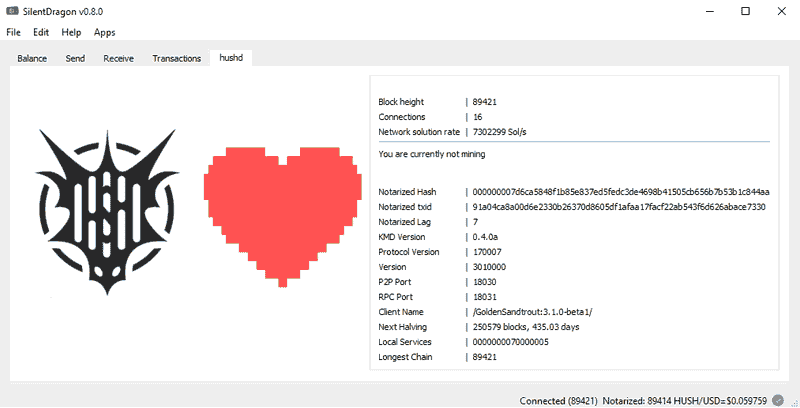 SilentDragon v0.8.0
File Edit Help Apps
Balance Send Receive Transactions hushd
Block height | 89421
Connections | 16
Network solution rate | 7302299 Sol/s
You are currently not mining
Notarized Hash | 000000007d6ca5848f1b85e837ed5fedc3de4698b41505cb656b7b53b1c844aa
Notarized txid | 91a04ca8a00d6e2330b26370d8605df1afaa17facf22ab543f6d626abace7330
Notarized Lag | 7
KMD Version | 0.4.0a
Protocol Version | 170007
Version | 3010000
P2P Port | 18030
RPC Port | 18031
Client Name | /GoldenSandtrout:3.1.0-beta1/
Next Halving | 250579 blocks, 435.03 days
Local Services | 0000000070000005
Longest Chain | 89421
Connected (89421) Notarized: 89414 HUSH/USD=$0.059759